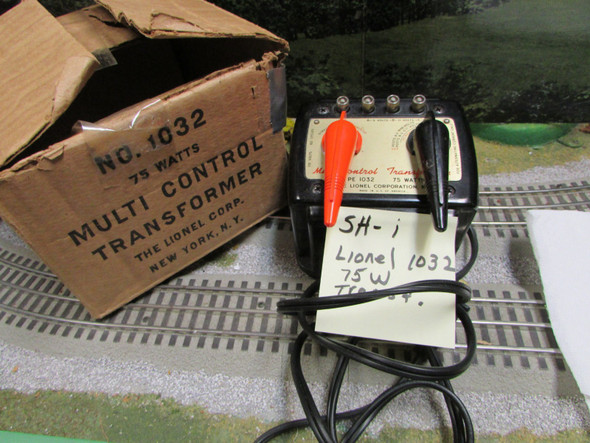 NO. 1032
75 WATTS
MULTI CONTROL
TRANSFORMER
THE LIONEL CORP.
NEW YORK, N.Y.
Multi Control Transformer
TYPE 1032 75 WATTS
THE LIONEL CORPORATION
SH-1
Lionel 1032
75 W